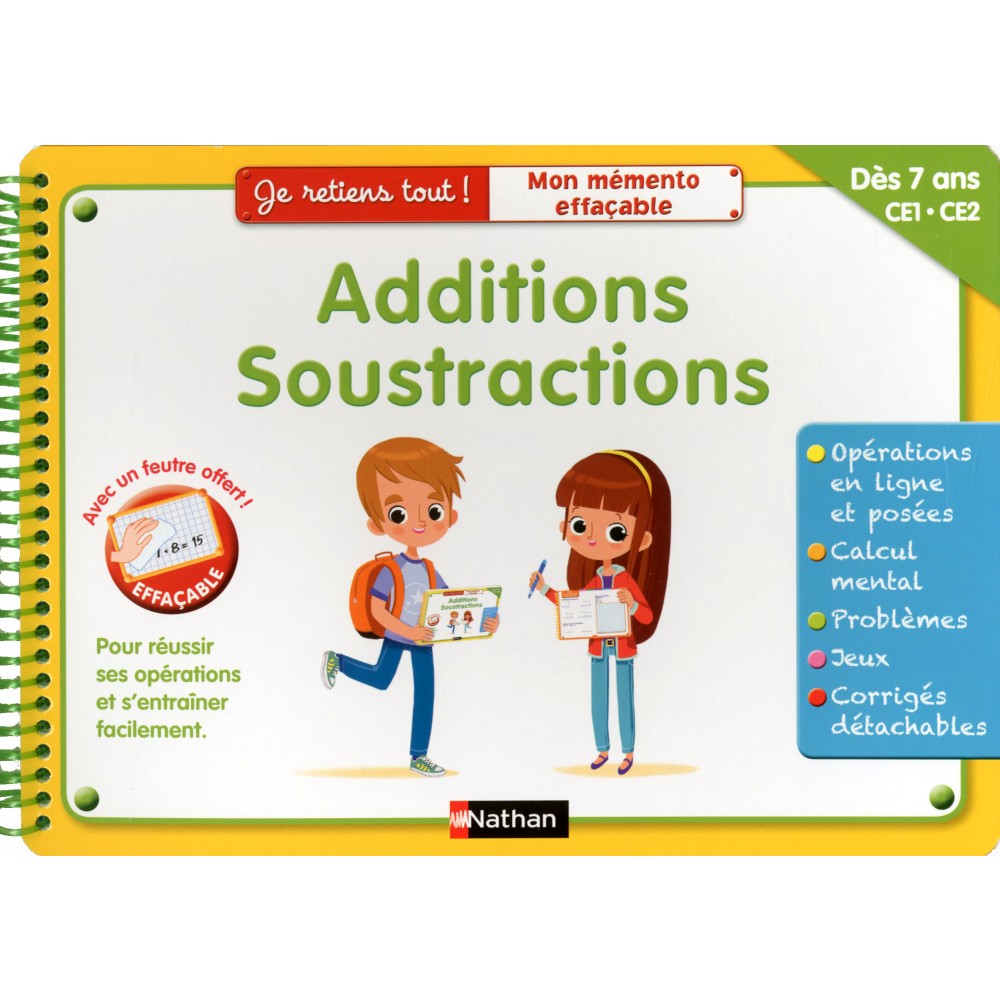 Je retiens tout !
Mon mémento
effaçable
Dès 7 ans
CE1 • CE2
Additions
Soustractions
Avec un feutre offert !
1 + 8 = 15
EFFAÇABLE
Pour réussir
ses opérations
et s'entraîner
facilement.
Additions
Soustractions
Opérations
en ligne
et posées
Calcul
mental
Problèmes
Jeux
Corrigés
détachables
Nathan